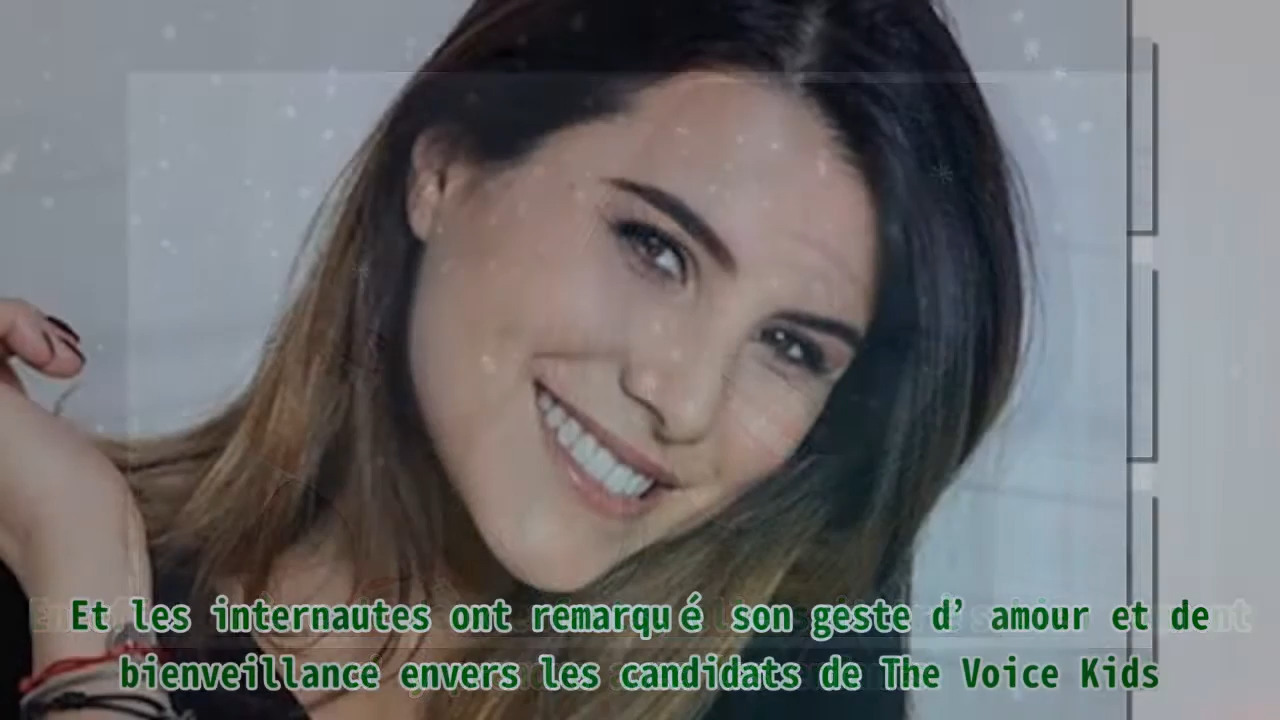 Et les internautes ont remarqué son geste d’ amour et de
bienveillance envers les candidats de The Voice Kids